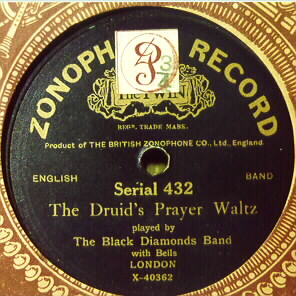 ZONOPHONE RECORD
The Twin
REGD. TRADE MARK.
Product of THE BRITISH ZONOPHONE CO., Ltd., England.
ENGLISH BAND
Serial 432
The Druid's Prayer Waltz
played by
The Black Diamonds Band
with Bells
LONDON
X-40362